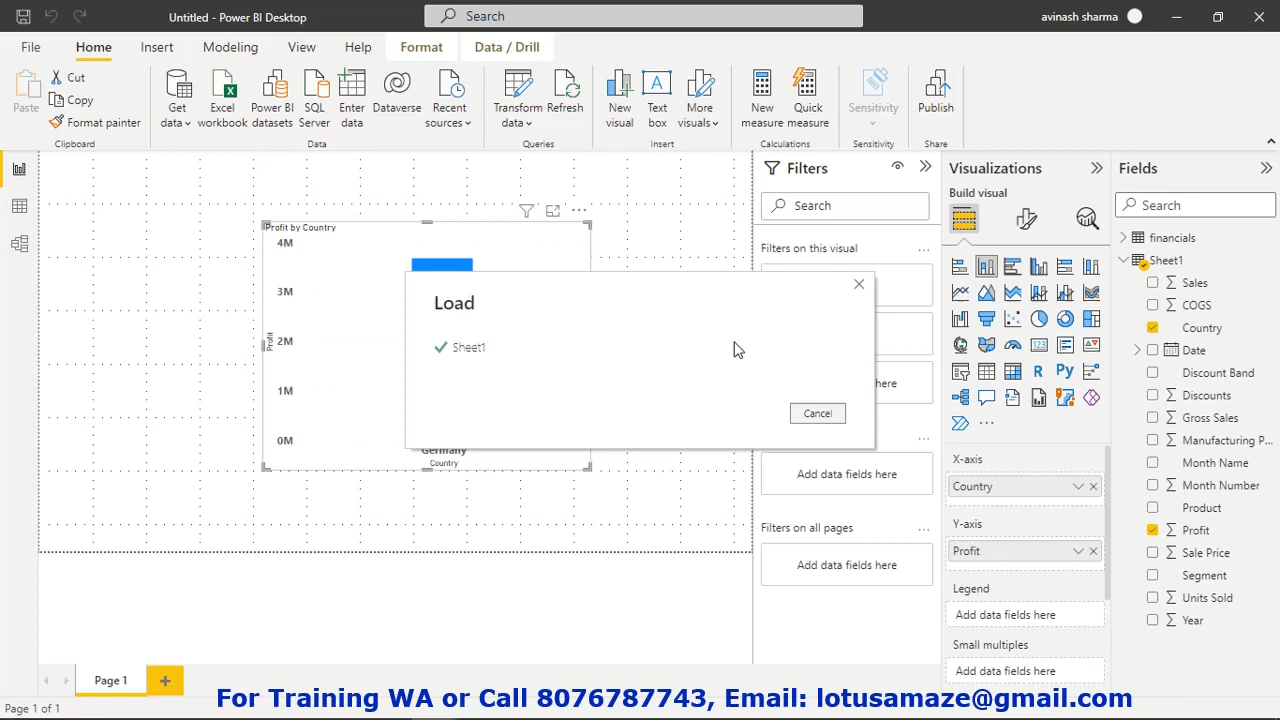 Untitled - Power BI Desktop
Search
avinash sharma
File
Home
Insert
Modeling
View
Help
Format
Data / Drill
Paste
Cut
Copy
Format painter
Clipboard
Get data
Excel workbook
Power BI datasets
SQL Server
Enter data
Dataverse
Recent sources
Data
Transform data
Refresh
Queries
New visual
Text box
More visuals
Insert
New measure
Quick measure
Calculations
Sensitivity
Sensitivity
Publish
Share
Profit by Country
4M
3M
2M
1M
0M
Profit
Germany
Country
Load
Sheet1
Cancel
Filters
Search
Filters on this visual
...
here
...
Add data fields here
Filters on all pages
...
Add data fields here
Visualizations
Build visual
123
R
Py
...
X-axis
Country
Y-axis
Profit
Legend
Add data fields here
Small multiples
Add data fields here
Fields
Search
financials
Sheet1
Sales
COGS
Country
Date
Discount Band
Discounts
Gross Sales
Manufacturing P...
Month Name
Month Number
Product
Profit
Sale Price
Segment
Units Sold
Year
Page 1
Page 1 of 1
For Training WA or Call 8076787743, Email: lotusamaze@gmail.com